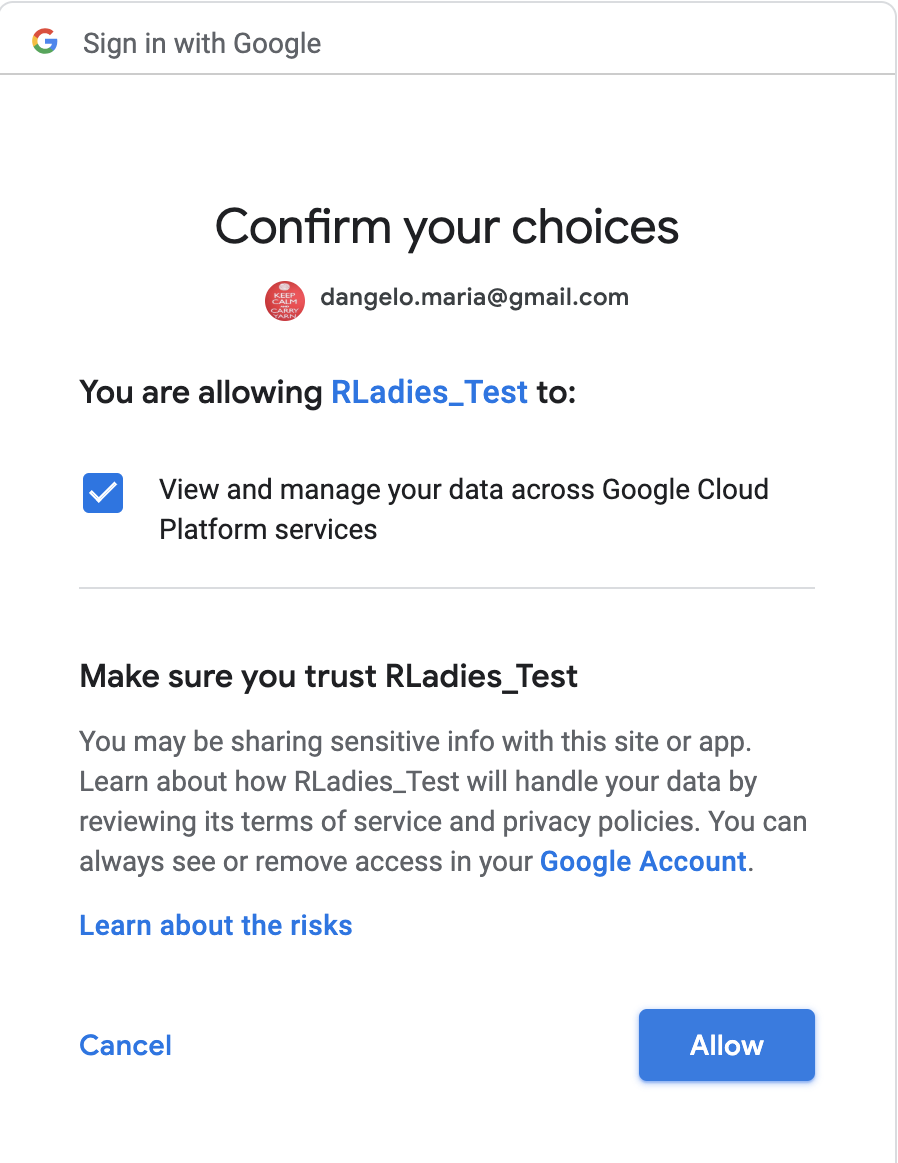 Sign in with Google
Confirm your choices
KEEP
CALM
AND
CARRY
YARN
dangelo.maria@gmail.com
You are allowing RLadies_Test to:
View and manage your data across Google Cloud
Platform services
Make sure you trust RLadies_Test
You may be sharing sensitive info with this site or app.
Learn about how RLadies_Test will handle your data by
reviewing its terms of service and privacy policies. You can
always see or remove access in your Google Account.
Learn about the risks
Cancel
Allow